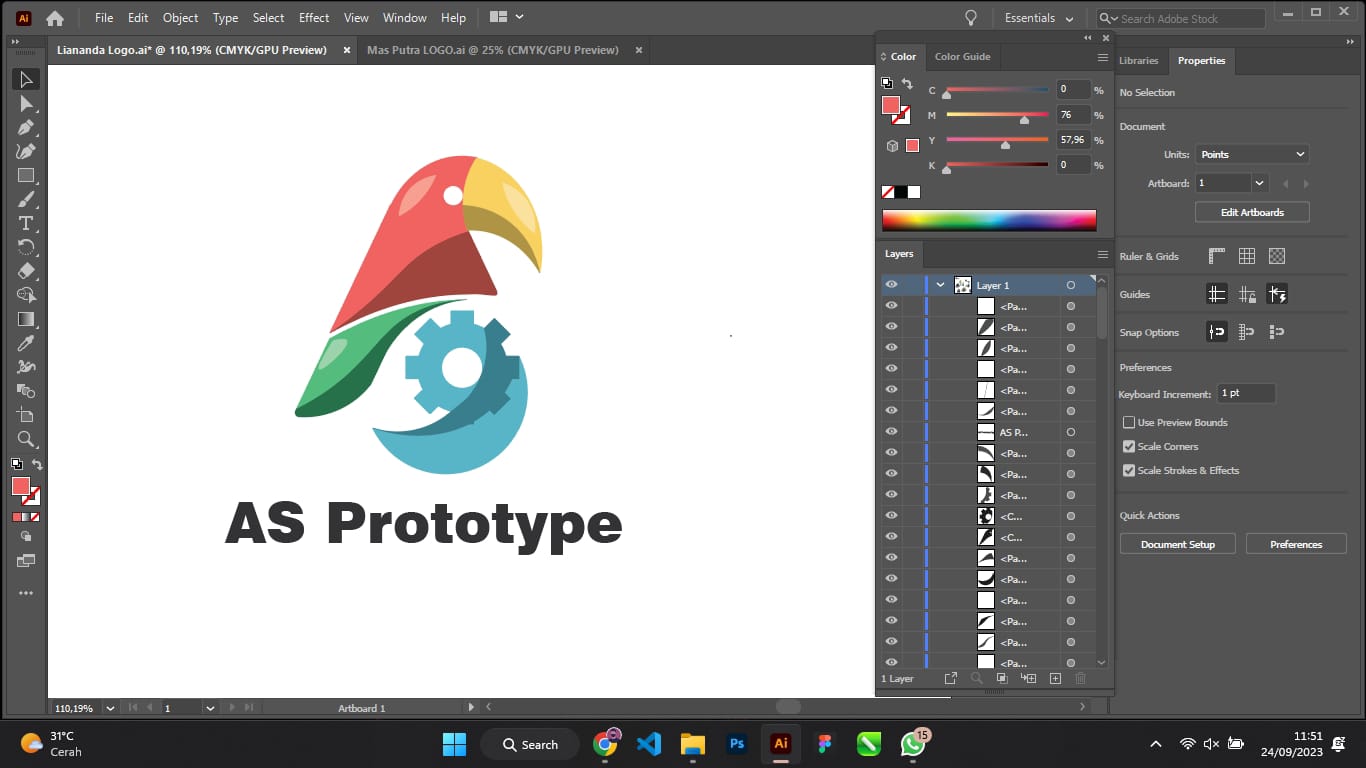 Ai File Edit Object Type Select Effect View Window Help Essentials Search Adobe Stock
Liananda Logo.ai* @ 110,19% (CMYK/GPU Preview) Mas Putra LOGO.ai @ 25% (CMYK/GPU Preview)
Color Color Guide
C 0 %
M 76 %
Y 57,96 %
K 0 %
Layers
Layer 1
<Pa...
<Pa...
<Pa...
<Pa...
<Pa...
<Pa...
AS P...
<Pa...
<Pa...
<Pa...
<C...
<C...
<Pa...
<Pa...
<Pa...
<Pa...
<Pa...
<Pa...
1 Layer
Libraries Properties
No Selection
Document
Units: Points
Artboard: 1
Edit Artboards
Ruler & Grids
Guides
Snap Options
Preferences
Keyboard Increment: 1 pt
Use Preview Bounds
Scale Corners
Scale Strokes & Effects
Quick Actions
Document Setup Preferences
AS Prototype
110,19% 1 Artboard 1
31°C
Cerah
Search
Ps
Ai
15
11:51
24/09/2023